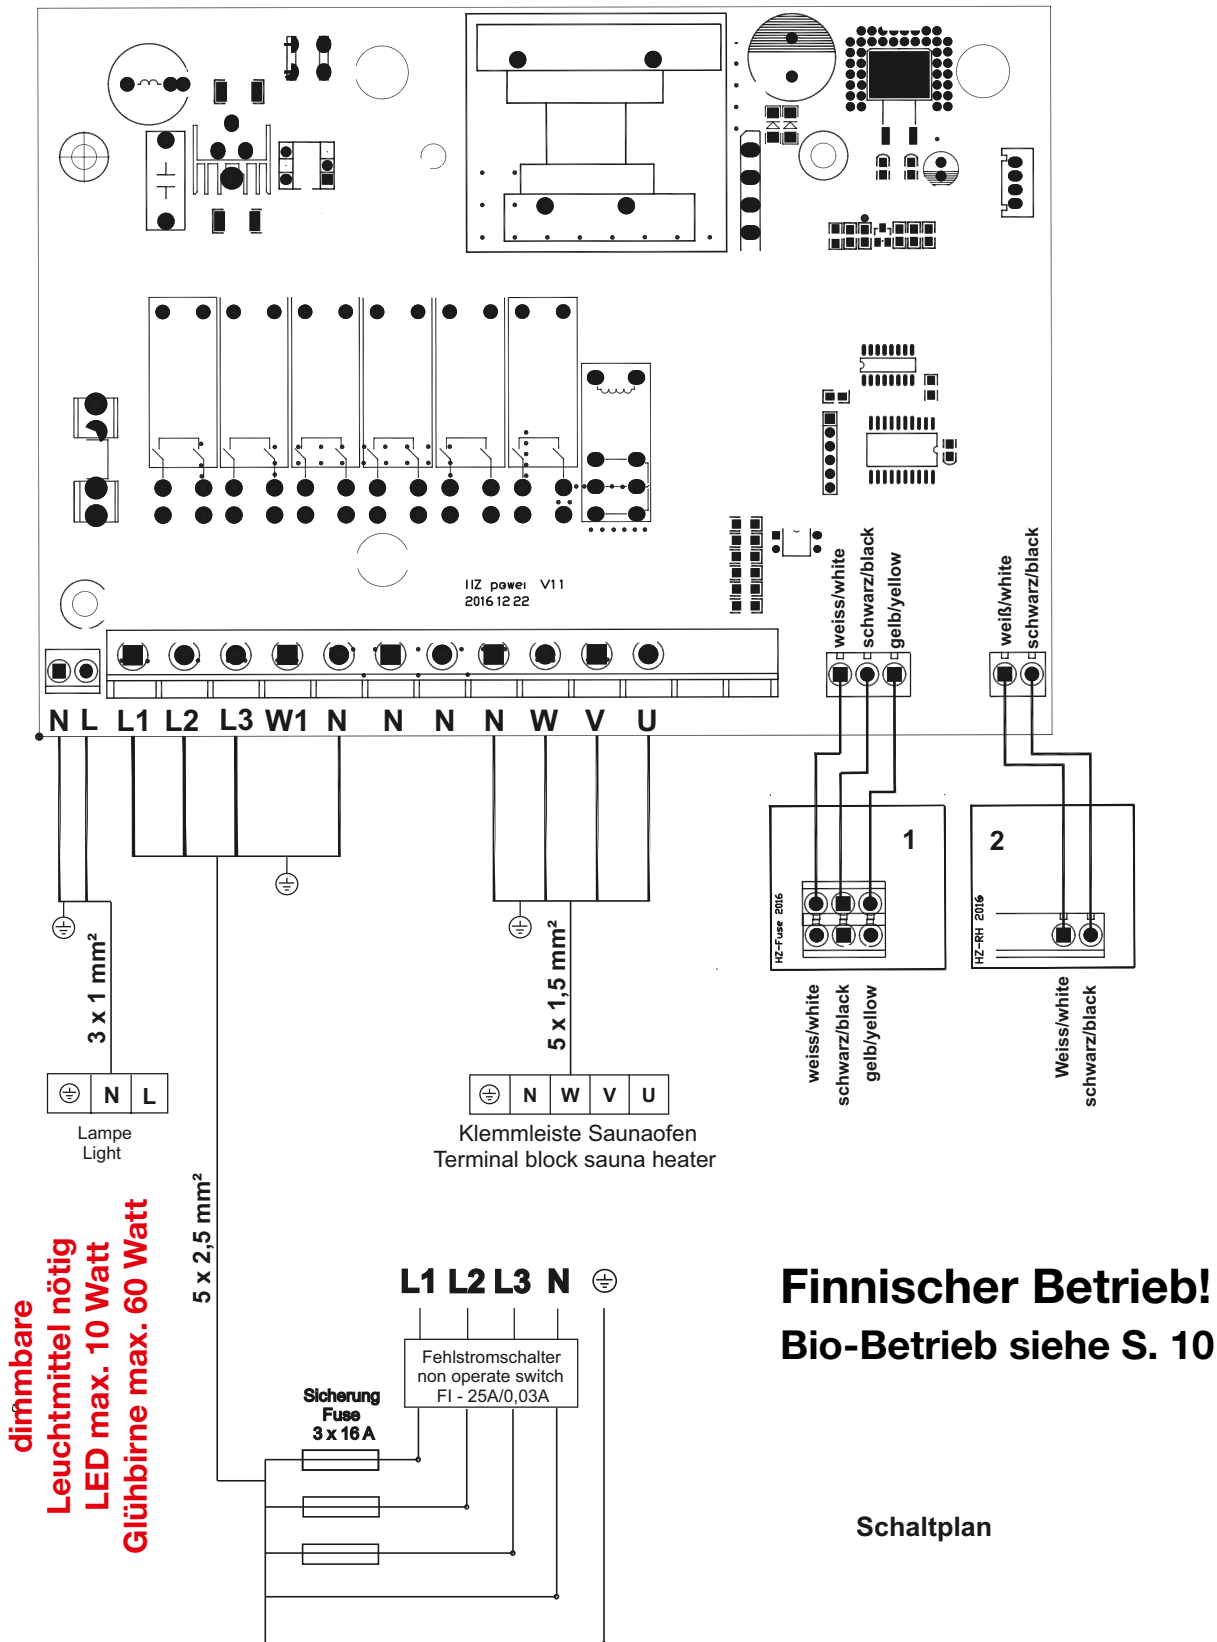 HZ power V11
2016 12 22
weiss/white
schwarz/black
gelb/yellow
weiß/white
schwarz/black
N L L1 L2 L3 W1 N N N N W V U
1
HZ-Fuse 2016
2
HZ-RH 2016
weiss/white
schwarz/black
gelb/yellow
Weiss/white
schwarz/black
3 x 1 mm²
5 x 1,5 mm²
N L
Lampe
Light
N W V U
Klemmleiste Saunaofen
Terminal block sauna heater
5 x 2,5 mm²
dimmbare
Leuchtmittel nötig
LED max. 10 Watt
Glühbirne max. 60 Watt
L1 L2 L3 N
Fehlstromschalter
non operate switch
FI - 25A/0,03A
Sicherung
Fuse
3 x 16 A
Finnischer Betrieb!
Bio-Betrieb siehe S. 10
Schaltplan